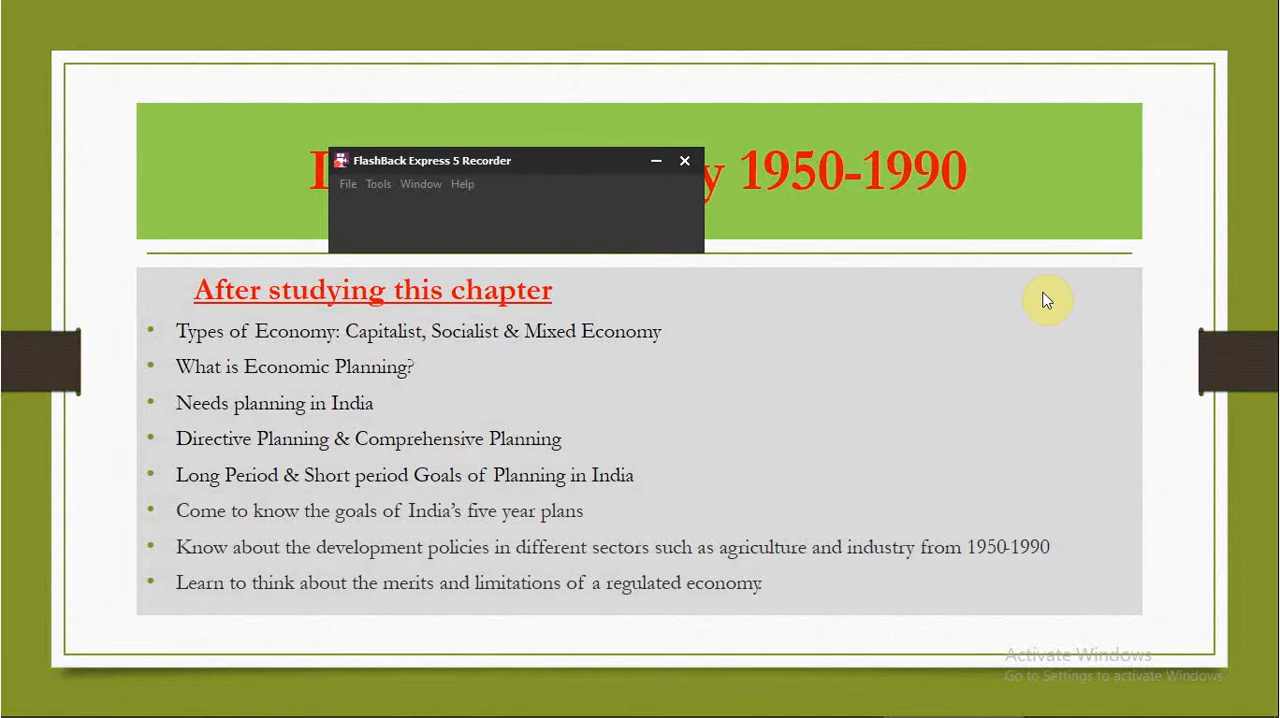 1950-1990
FlashBack Express 5 Recorder
File Tools Window Help
After studying this chapter
• Types of Economy: Capitalist, Socialist & Mixed Economy
• What is Economic Planning?
• Needs planning in India
• Directive Planning & Comprehensive Planning
• Long Period & Short period Goals of Planning in India
• Come to know the goals of India's five year plans
• Know about the development policies in different sectors such as agriculture and industry from 1950-1990
• Learn to think about the merits and limitations of a regulated economy.
Activate Windows
Go to Settings to activate Windows.